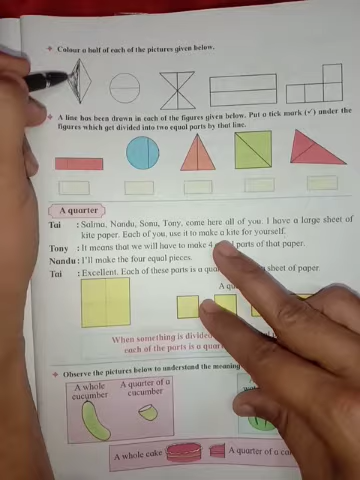 ❖ Colour a half of each of the pictures given below.
❖ A line has been drawn in each of the figures given below. Put a tick mark (✓) under the
figures which get divided into two equal parts by that line.
A quarter
Tai : Salma, Nandu, Sonu, Tony, come here all of you. I have a large sheet of
kite paper. Each of you, use it to make a kite for yourself.
Tony : It means that we will have to make 4 parts of that paper.
Nandu : I'll make the four equal pieces.
Tai : Excellent. Each of these parts is a sheet of paper
A
When something is divided
each of the parts is a
❖ Observe the pictures below to understand the meaning
A whole
cucumber
A quarter of a
cucumber
A whole cake
A quarter of a